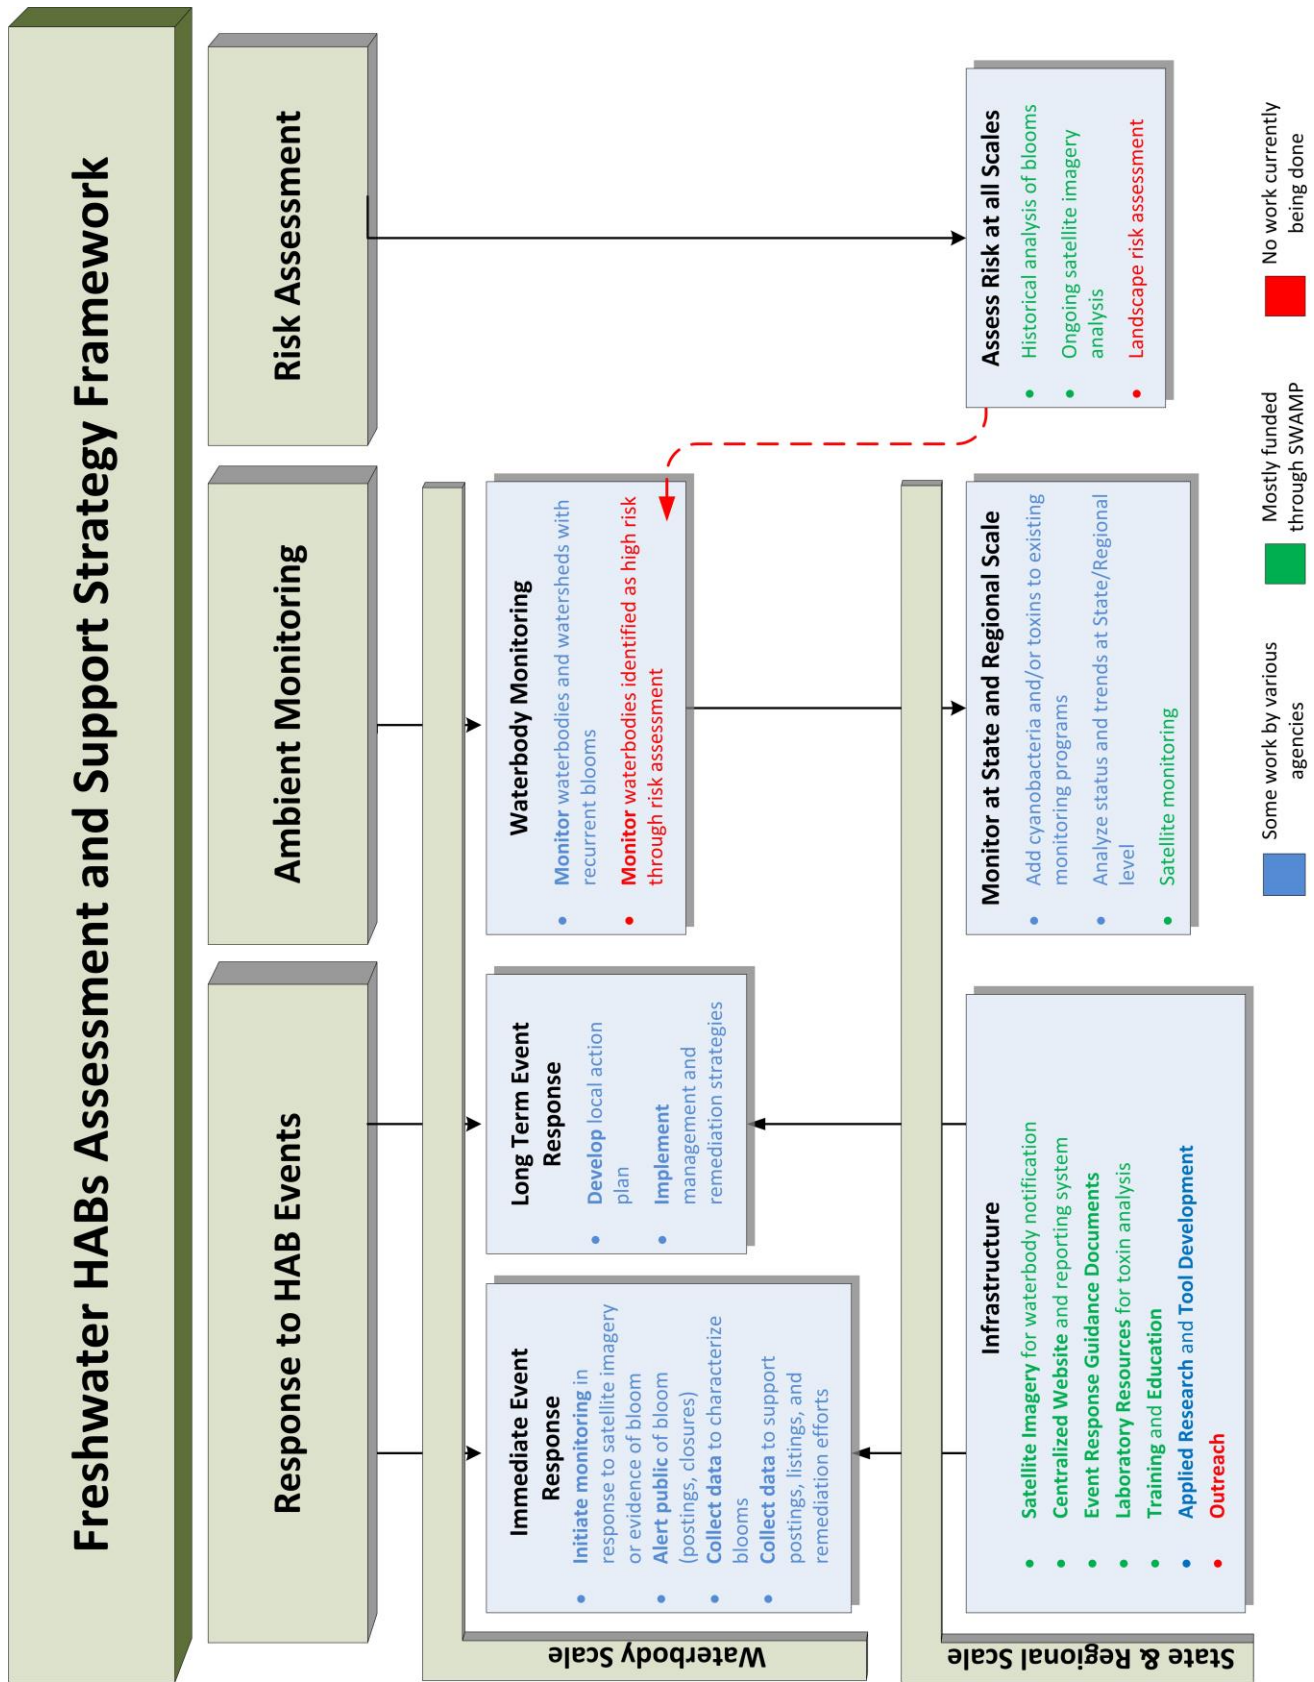 Freshwater HABs Assessment and Support Strategy Framework
Response to HAB Events
Ambient Monitoring
Risk Assessment
Waterbody Scale
Immediate Event
Response
• Initiate monitoring in
response to satellite imagery
or evidence of bloom
• Alert public of bloom
(postings, closures)
• Collect data to characterize
blooms
• Collect data to support
postings, listings, and
remediation efforts
Long Term Event
Response
• Develop local action
plan
• Implement
management and
remediation strategies
Waterbody Monitoring
• Monitor waterbodies and watersheds with
recurrent blooms
• Monitor waterbodies identified as high risk
through risk assessment
State & Regional Scale
Infrastructure
• Satellite Imagery for waterbody notification
• Centralized Website and reporting system
• Event Response Guidance Documents
• Laboratory Resources for toxin analysis
• Training and Education
• Applied Research and Tool Development
• Outreach
Monitor at State and Regional Scale
• Add cyanobacteria and/or toxins to existing
monitoring programs
• Analyze status and trends at State/Regional
level
• Satellite monitoring
Assess Risk at all Scales
• Historical analysis of blooms
• Ongoing satellite imagery
analysis
• Landscape risk assessment
Some work by various
agencies
Mostly funded
through SWAMP
No work currently
being done